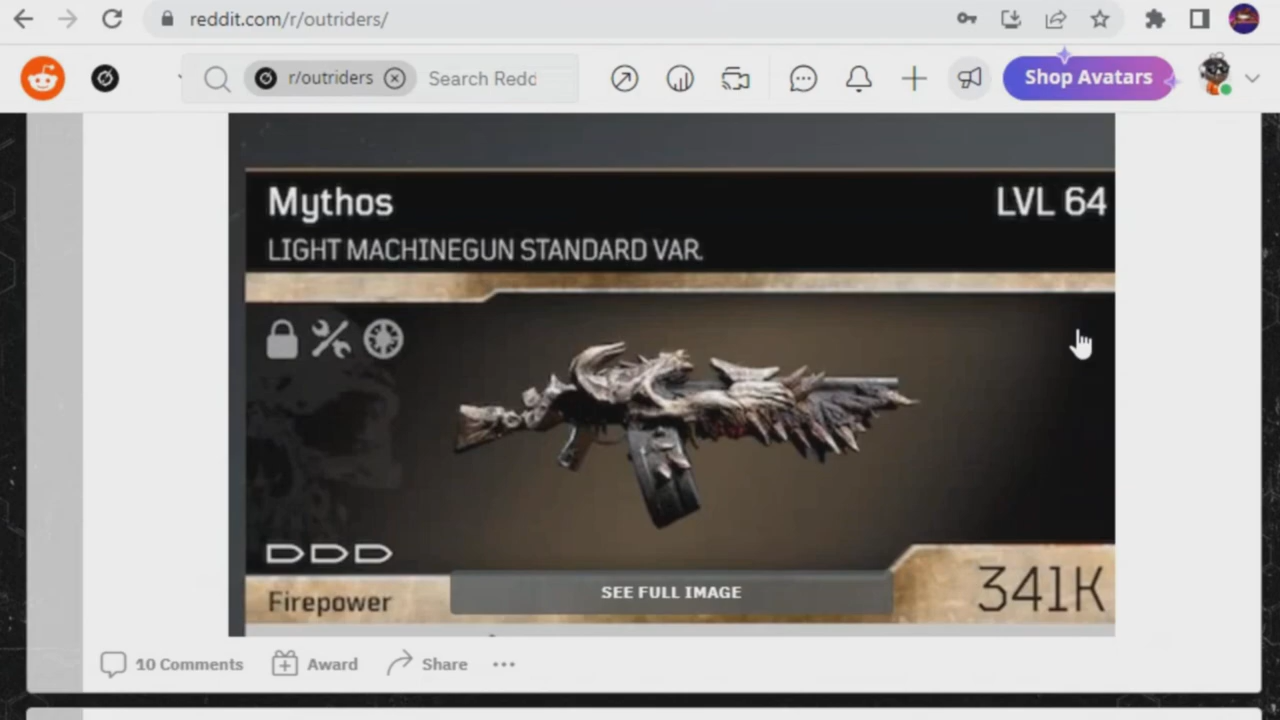 reddit.com/r/outriders/
r/outriders
Search Redd
Shop Avatars
Mythos
LVL 64
LIGHT MACHINEGUN STANDARD VAR.
SEE FULL IMAGE
Firepower
341K
10 Comments
Award
Share